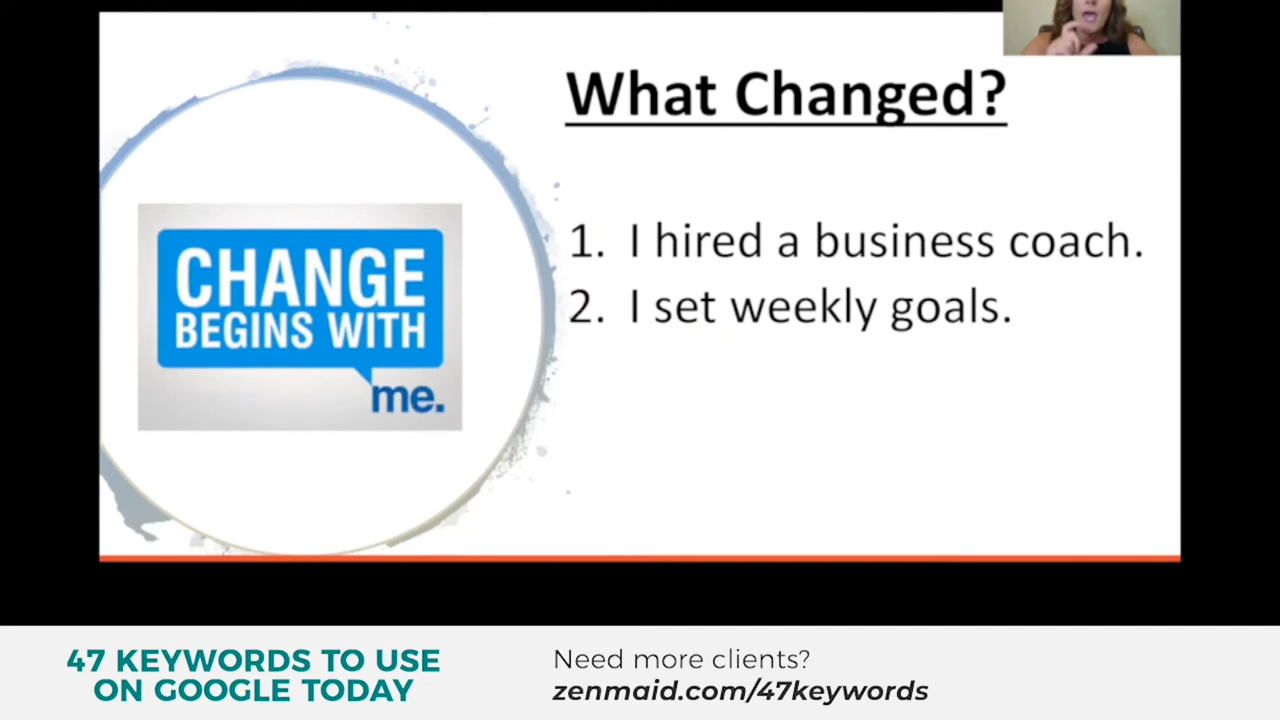 What Changed?
1. I hired a business coach.
2. I set weekly goals.
CHANGE
BEGINS WITH
me.
47 KEYWORDS TO USE
ON GOOGLE TODAY
Need more clients?
zenmaid.com/47keywords